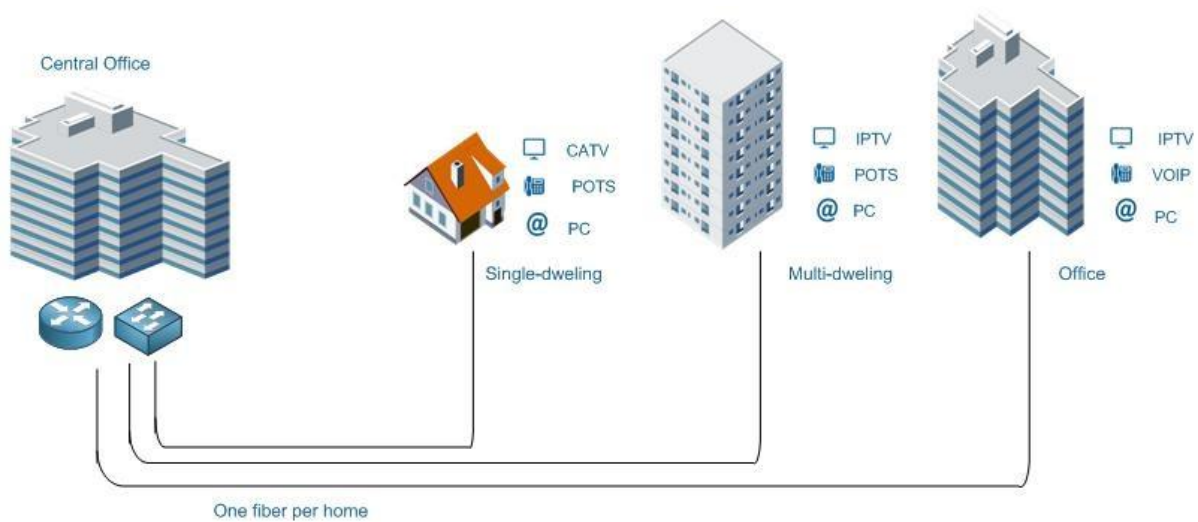 Central Office
CATV
POTS
@ PC
Single-dweling
IPTV
POTS
@ PC
Multi-dweling
IPTV
VOIP
@ PC
Office
One fiber per home